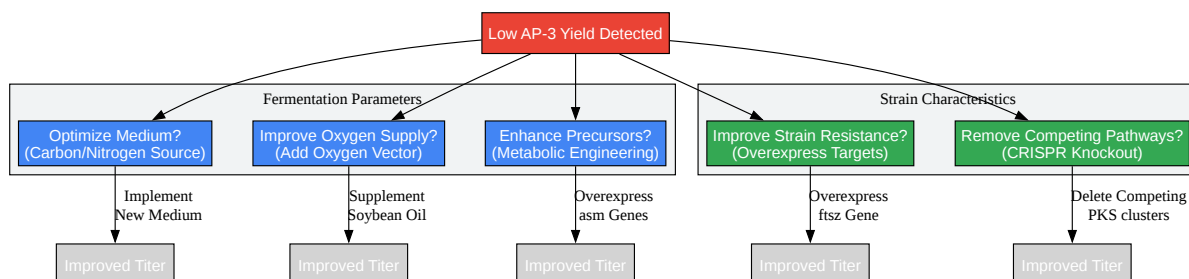 Low AP-3 Yield Detected
Fermentation Parameters
Strain Characteristics
Optimize Medium?
(Carbon/Nitrogen Source)
Improve Oxygen Supply?
(Add Oxygen Vector)
Enhance Precursors?
(Metabolic Engineering)
Improve Strain Resistance?
(Overexpress Targets)
Remove Competing Pathways?
(CRISPR Knockout)
Implement
New Medium
Supplement
Soybean Oil
Overexpress
asm Genes
Overexpress
ftsz Gene
Delete Competing
PKS clusters
Improved Titer
Improved Titer
Improved Titer
Improved Titer
Improved Titer